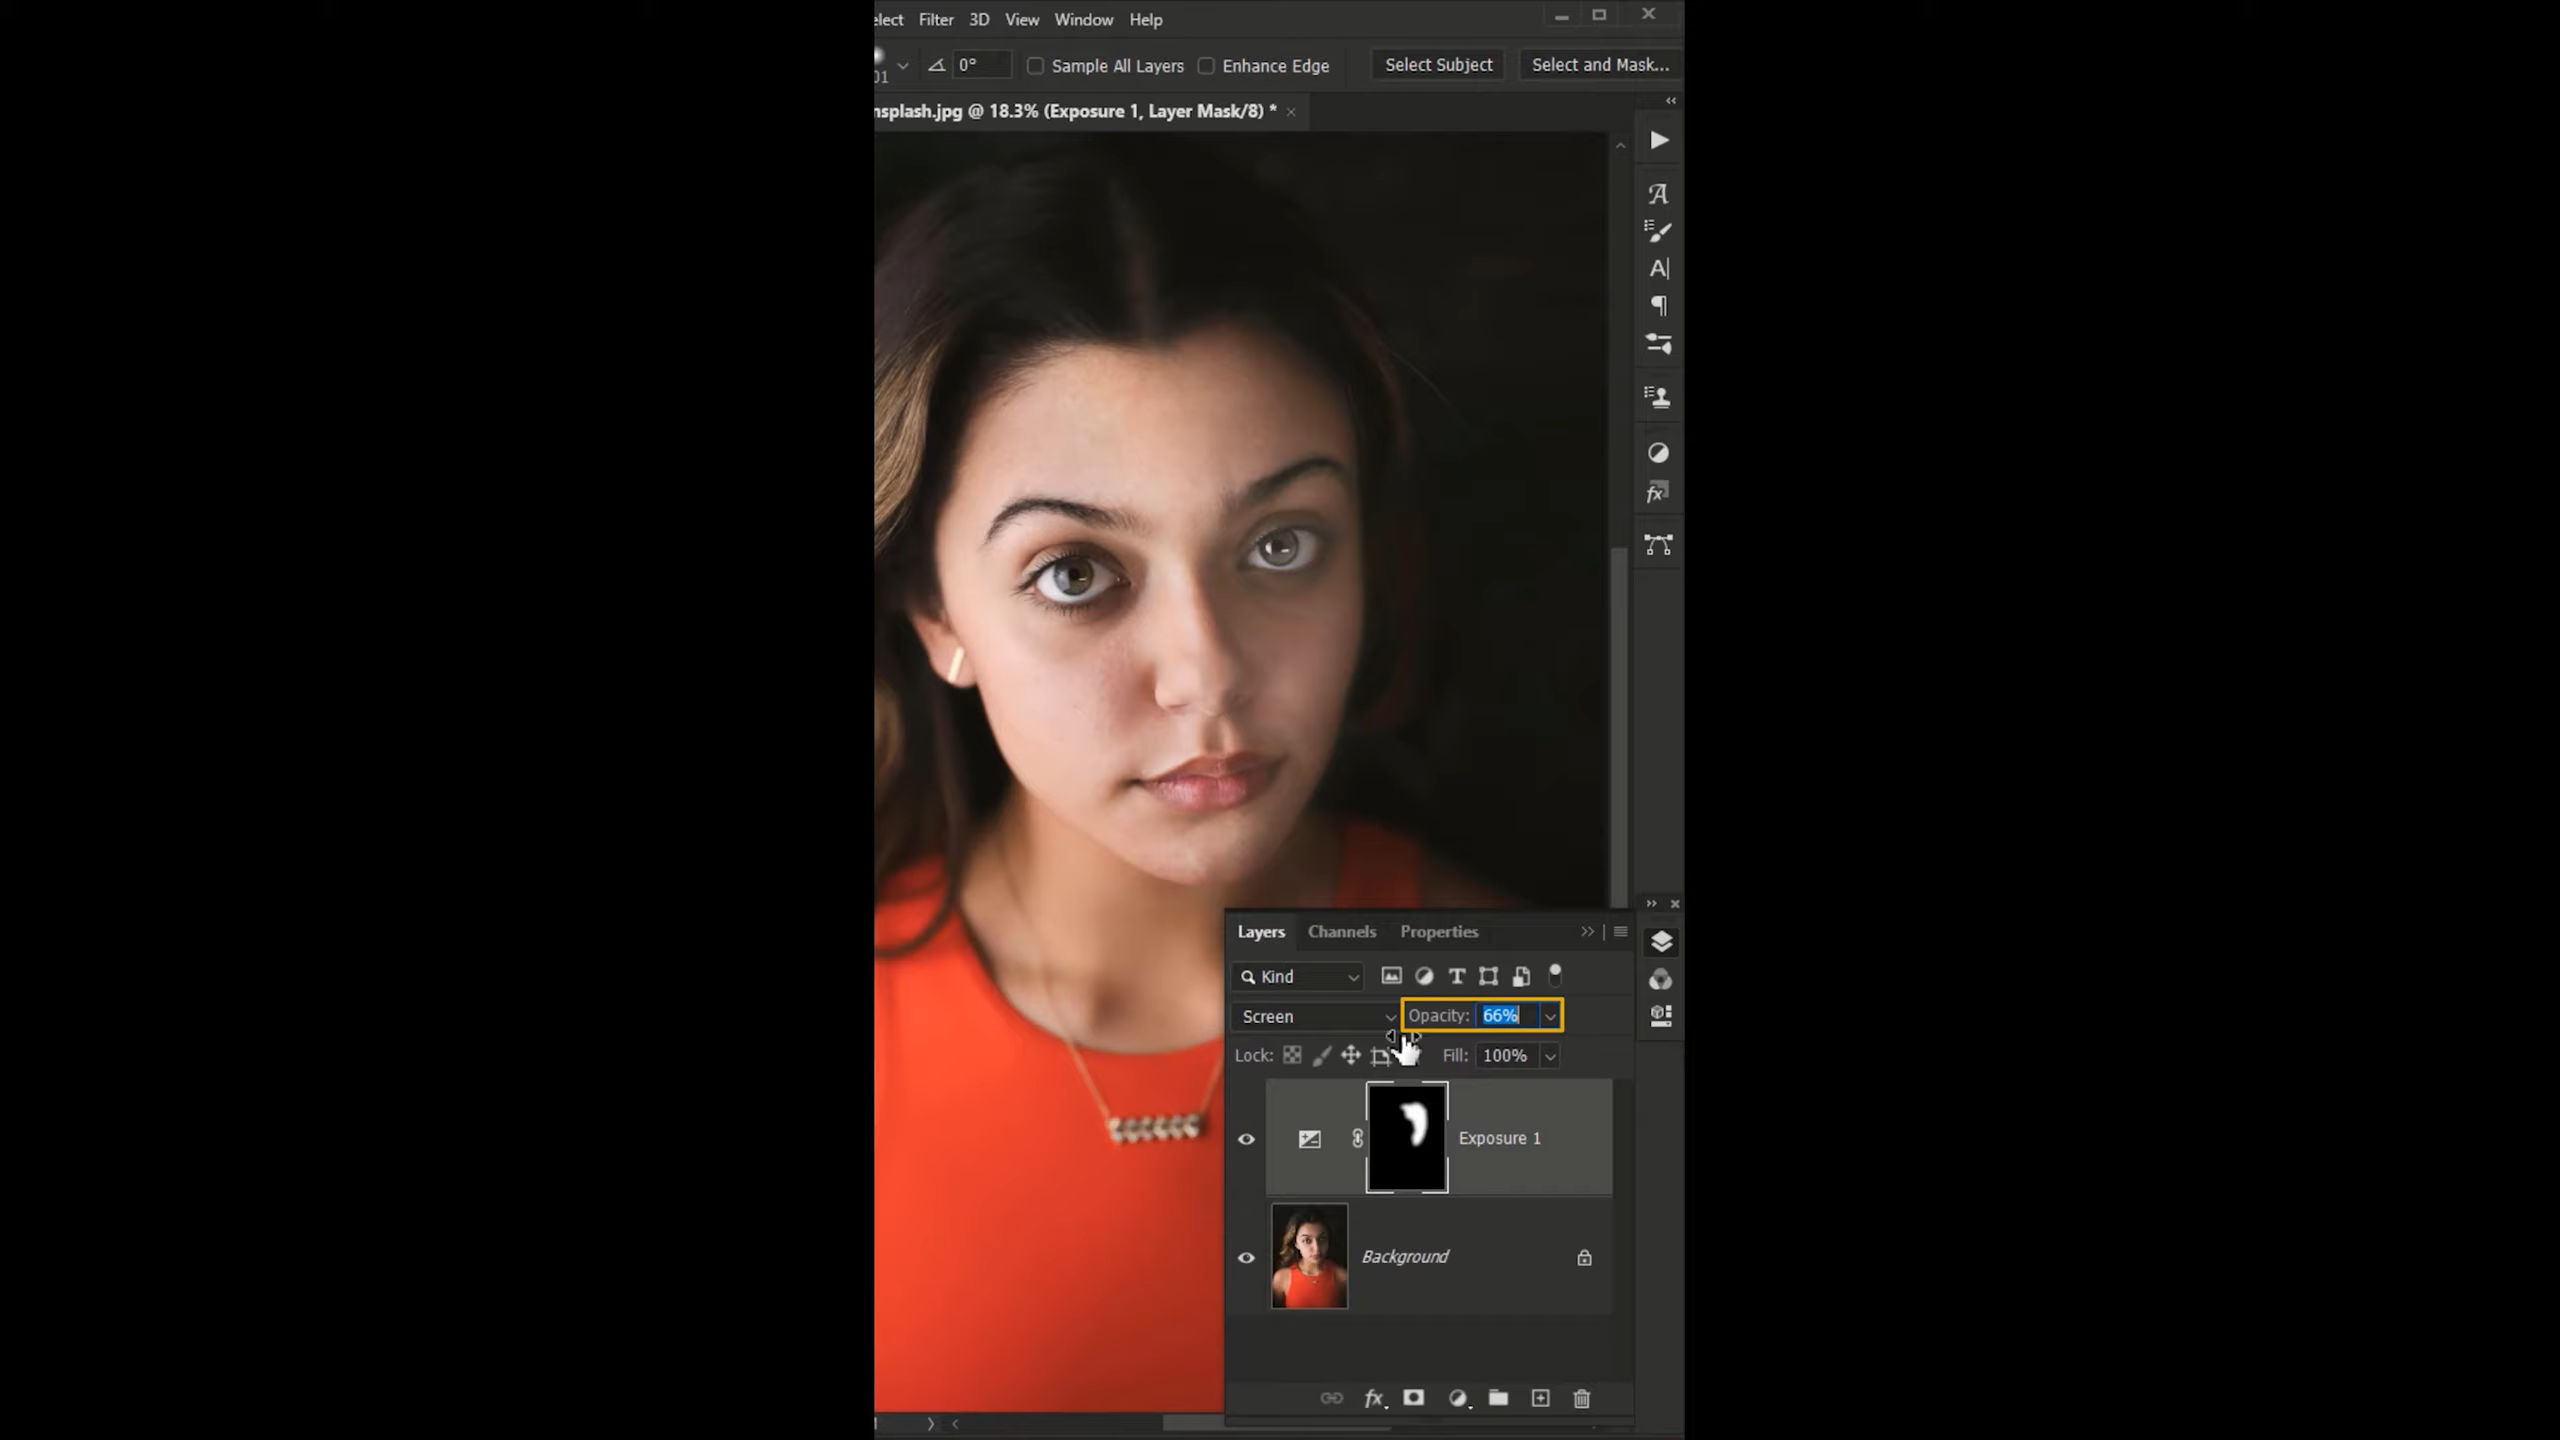 elect Filter 3D View Window Help
01 0° Sample All Layers Enhance Edge Select Subject Select and Mask...
nsplash.jpg @ 18.3% (Exposure 1, Layer Mask/8) *
Layers Channels Properties
Kind
Screen Opacity: 66%
Lock: Fill: 100%
Exposure 1
Background